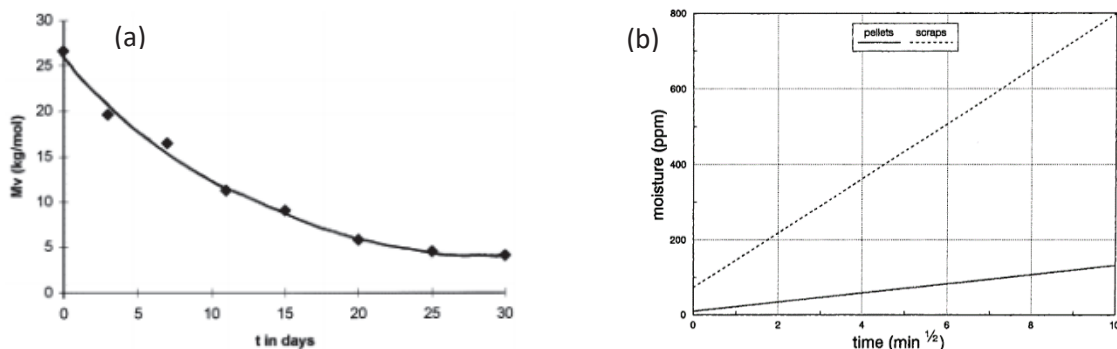 (a)
Mv (kg/mol)
30
25
20
15
10
5
0
0 5 10 15 20 25 30
t in days
(b)
pellets scraps
moisture (ppm)
800
600
400
200
0
0 2 4 6 8 10
time (min ½)